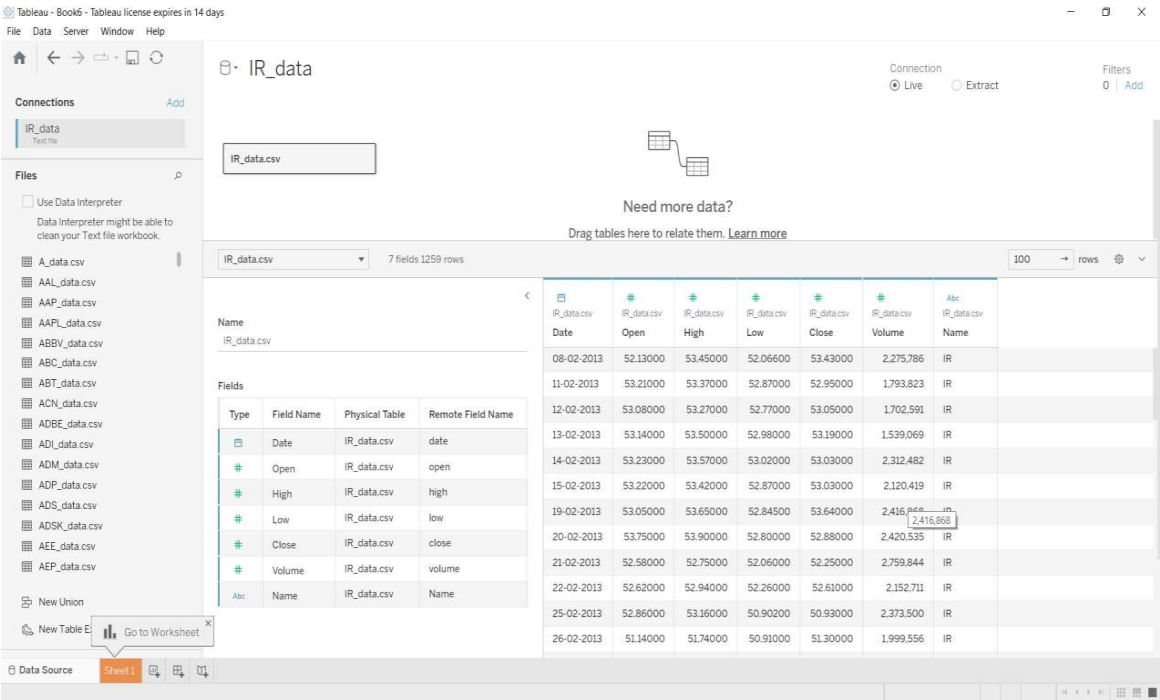 Tableau - Book6 - Tableau license expires in 14 days
File Data Server Window Help
Connections Add
IR_data
Text file
Files
Use Data Interpreter
Data Interpreter might be able to
clean your Text file workbook.
A_data.csv
AAL_data.csv
AAP_data.csv
AAPL_data.csv
ABBV_data.csv
ABC_data.csv
ABT_data.csv
ACN_data.csv
ADBE_data.csv
ADI_data.csv
ADM_data.csv
ADP_data.csv
ADS_data.csv
ADSK_data.csv
AEE_data.csv
AEP_data.csv
New Union
New Table E
Go to Worksheet
IR_data
Connection
Live Extract
Filters
0 Add
IR_data.csv
Need more data?
Drag tables here to relate them. Learn more
IR_data.csv 7 fields 1259 rows 100 → rows
Name
IR_data.csv
Fields
Type Field Name Physical Table Remote Field Name
Date IR_data.csv date
# Open IR_data.csv open
# High IR_data.csv high
# Low IR_data.csv low
# Close IR_data.csv close
# Volume IR_data.csv volume
Abc Name IR_data.csv Name
# # # # # Abc
IR_data.csv IR_data.csv IR_data.csv IR_data.csv IR_data.csv IR_data.csv IR_data.csv
Date Open High Low Close Volume Name
08-02-2013 52.13000 53.45000 52.06600 53.43000 2,275,786 IR
11-02-2013 53.21000 53.37000 52.87000 52.95000 1,793,823 IR
12-02-2013 53.08000 53.27000 52.77000 53.05000 1,702,591 IR
13-02-2013 53.14000 53.50000 52.98000 53.19000 1,539,069 IR
14-02-2013 53.23000 53.57000 53.02000 53.03000 2,312,482 IR
15-02-2013 53.22000 53.42000 52.87000 53.03000 2,120,419 IR
19-02-2013 53.05000 53.65000 52.84500 53.64000 2,416,868 IR
2,416,868
20-02-2013 53.75000 53.90000 52.80000 52.88000 2,420,535 IR
21-02-2013 52.58000 52.75000 52.06000 52.25000 2,759,844 IR
22-02-2013 52.62000 52.94000 52.26000 52.61000 2,152,711 IR
25-02-2013 52.86000 53.16000 50.90200 50.93000 2,373,500 IR
26-02-2013 51.14000 51.74000 50.91000 51.30000 1,999,556 IR
Data Source Sheet 1